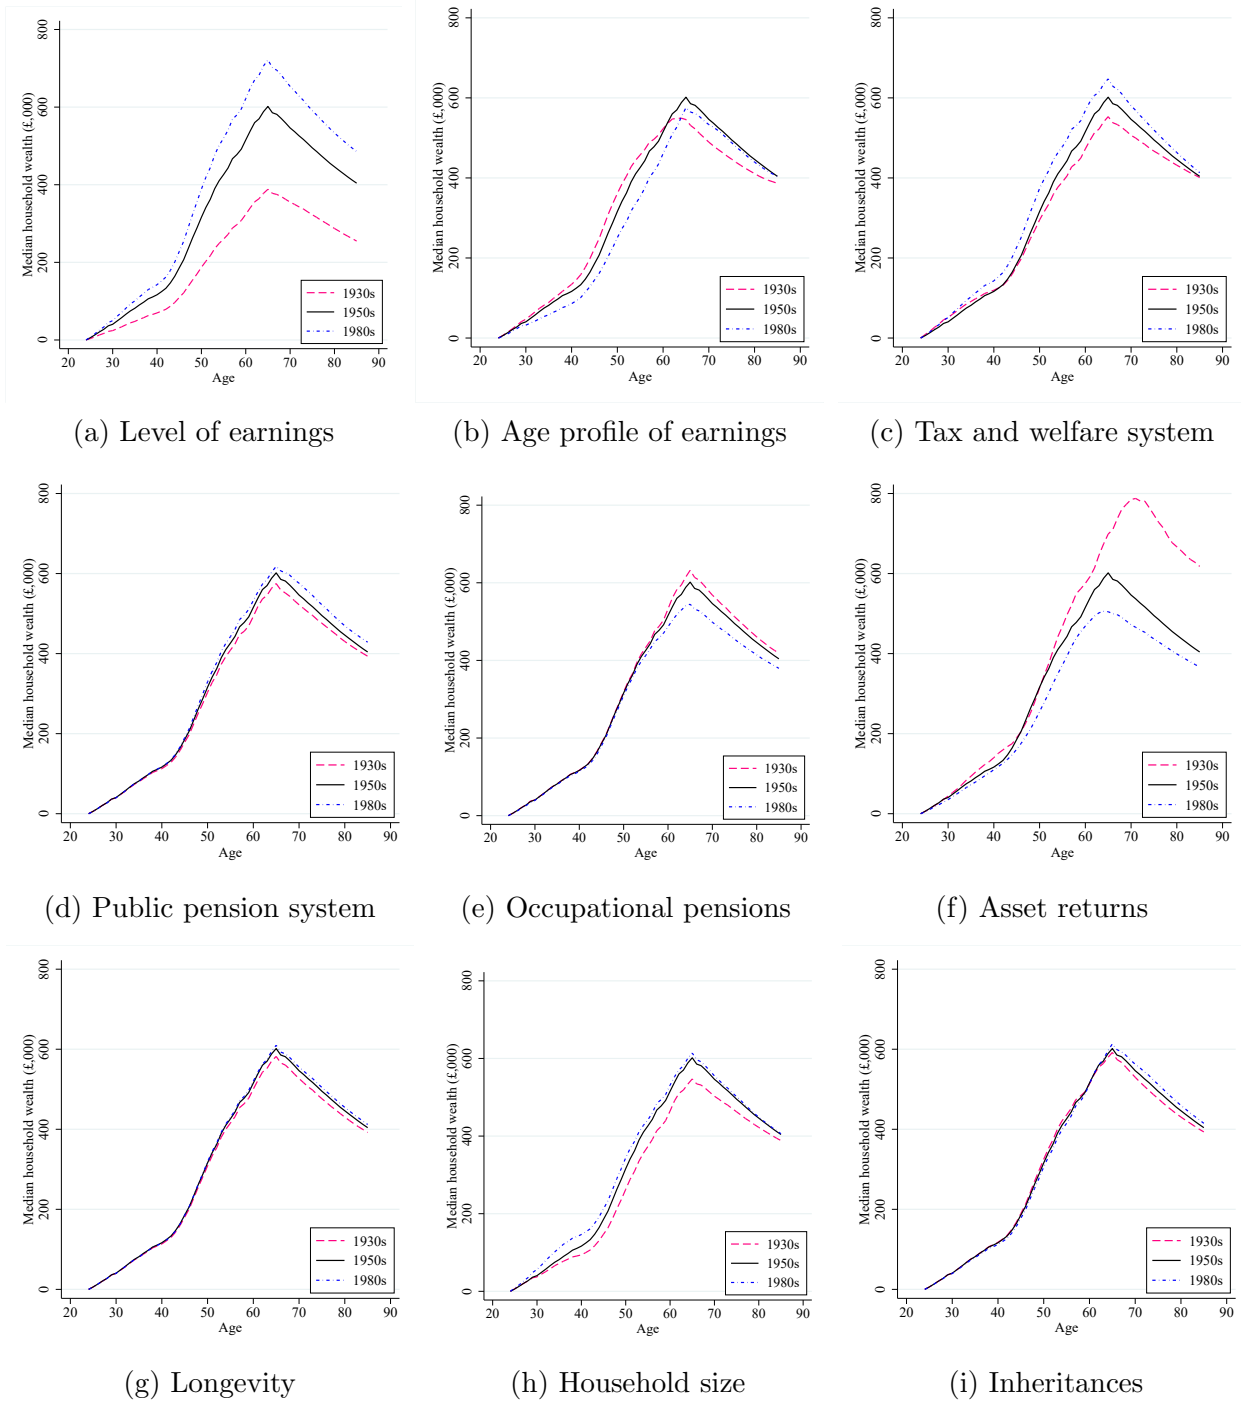 Median household wealth (£,000)
800
600
400
200
0
1930s
1950s
1980s
20 30 40 50 60 70 80 90
Age
(a) Level of earnings
Median household wealth (£,000)
800
600
400
200
0
1930s
1950s
1980s
20 30 40 50 60 70 80 90
Age
(b) Age profile of earnings
Median household wealth (£,000)
800
600
400
200
0
1930s
1950s
1980s
20 30 40 50 60 70 80 90
Age
(c) Tax and welfare system
Median household wealth (£,000)
800
600
400
200
0
1930s
1950s
1980s
20 30 40 50 60 70 80 90
Age
(d) Public pension system
Median household wealth (£,000)
800
600
400
200
0
1930s
1950s
1980s
20 30 40 50 60 70 80 90
Age
(e) Occupational pensions
Median household wealth (£,000)
800
600
400
200
0
1930s
1950s
1980s
20 30 40 50 60 70 80 90
Age
(f) Asset returns
Median household wealth (£,000)
800
600
400
200
0
1930s
1950s
1980s
20 30 40 50 60 70 80 90
Age
(g) Longevity
Median household wealth (£,000)
800
600
400
200
0
1930s
1950s
1980s
20 30 40 50 60 70 80 90
Age
(h) Household size
Median household wealth (£,000)
800
600
400
200
0
1930s
1950s
1980s
20 30 40 50 60 70 80 90
Age
(i) Inheritances